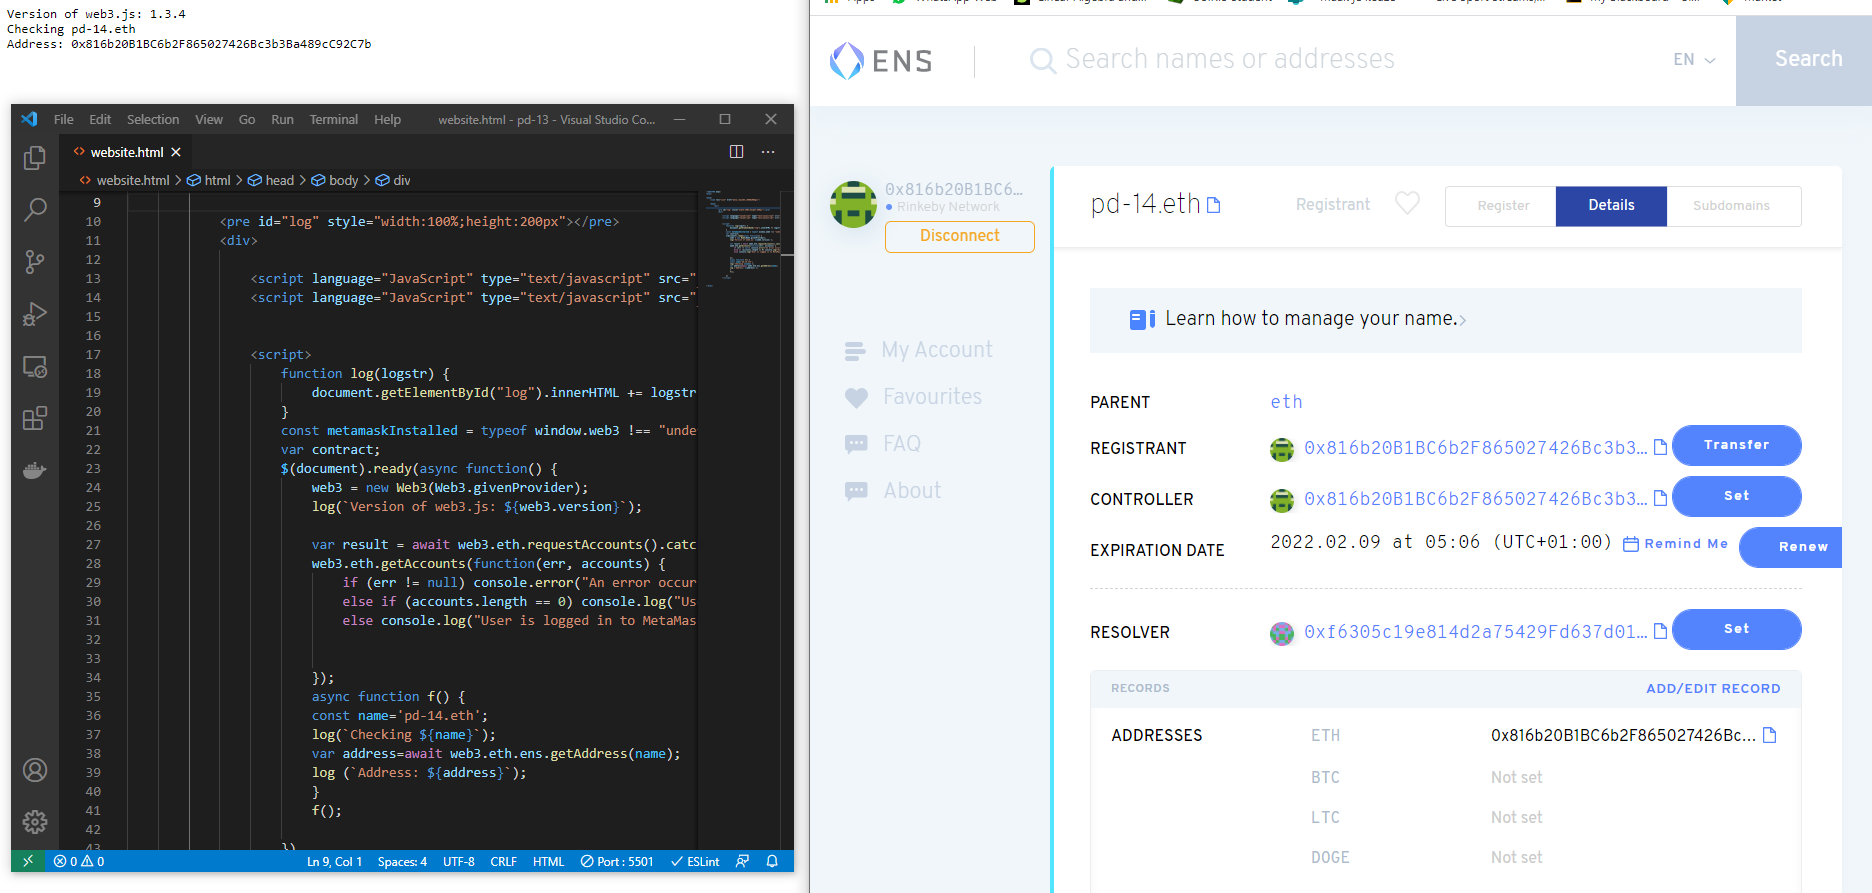 Version of web3.js: 1.3.4
Checking pd-14.eth
Address: 0x816b20B1BC6b2F865027426Bc3b3Ba489cC92C7b
File Edit Selection View Go Run Terminal Help website.html - pd-13 - Visual Studio Co...
website.html
website.html > html > head > body > div
9
10 <pre id="log" style="width:100%;height:200px"></pre>
11 <div>
12
13 <script language="JavaScript" type="text/javascript" src="
14 <script language="JavaScript" type="text/javascript" src="
15
16
17 <script>
18 function log(logstr) {
19 document.getElementById("log").innerHTML += logstr
20 }
21 const metamaskInstalled = typeof window.web3 !== "unde
22 var contract;
23 $(document).ready(async function() {
24 web3 = new Web3(Web3.givenProvider);
25 log(`Version of web3.js: ${web3.version}`);
26
27 var result = await web3.eth.requestAccounts().catc
28 web3.eth.getAccounts(function(err, accounts) {
29 if (err != null) console.error("An error occur
30 else if (accounts.length == 0) console.log("Us
31 else console.log("User is logged in to MetaMas
32
33
34 });
35 async function f() {
36 const name='pd-14.eth';
37 log(`Checking ${name}`);
38 var address=await web3.eth.ens.getAddress(name);
39 log (`Address: ${address}`);
40 }
41 f();
42
43 })
0 0 Ln 9, Col 1 Spaces: 4 UTF-8 CRLF HTML Port : 5501 ESLint
ENS Search names or addresses EN Search
0x816b20B1BC6...
Rinkeby Network
Disconnect
My Account
Favourites
FAQ
About
pd-14.eth Registrant Register Details Subdomains
Learn how to manage your name.
PARENT eth
REGISTRANT 0x816b20B1BC6b2F865027426Bc3b3... Transfer
CONTROLLER 0x816b20B1BC6b2F865027426Bc3b3... Set
EXPIRATION DATE 2022.02.09 at 05:06 (UTC+01:00) Remind Me Renew
RESOLVER 0xf6305c19e814d2a75429Fd637d01... Set
RECORDS ADD/EDIT RECORD
ADDRESSES ETH 0x816b20B1BC6b2F865027426Bc...
BTC Not set
LTC Not set
DOGE Not set